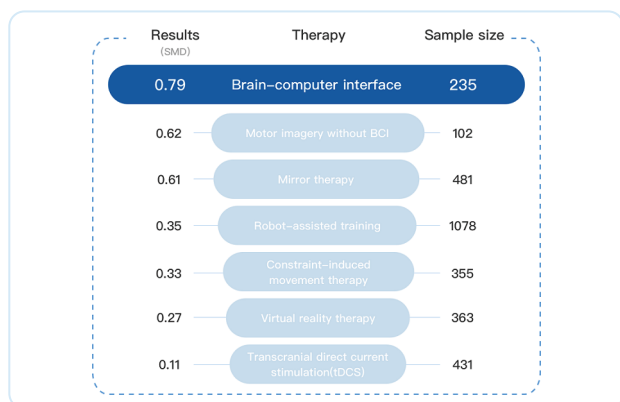 Results Therapy Sample size
(SMD)
0.79 Brain-computer interface 235
0.62 Motor imagery without BCI 102
0.61 Mirror therapy 481
0.35 Robot-assisted training 1078
Constraint-induced
0.33 movement therapy 355
0.27 Virtual reality therapy 363
Transcranial direct current
0.11 stimulation(tDCS) 431